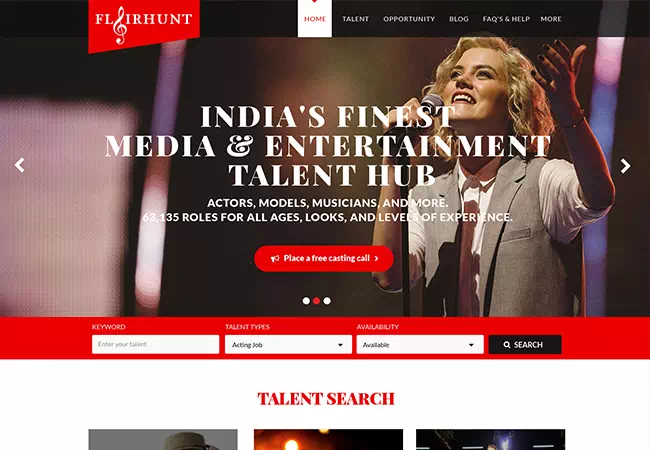 FLAIRHUNT
HOME TALENT OPPORTUNITY BLOG FAQ'S & HELP MORE
INDIA'S FINEST
MEDIA & ENTERTAINMENT
TALENT HUB
ACTORS, MODELS, MUSICIANS, AND MORE.
63,135 ROLES FOR ALL AGES, LOOKS, AND LEVELS OF EXPERIENCE.
Place a free casting call
KEYWORD TALENT TYPES AVAILABILITY
Enter your talent Acting Job Available SEARCH
TALENT SEARCH